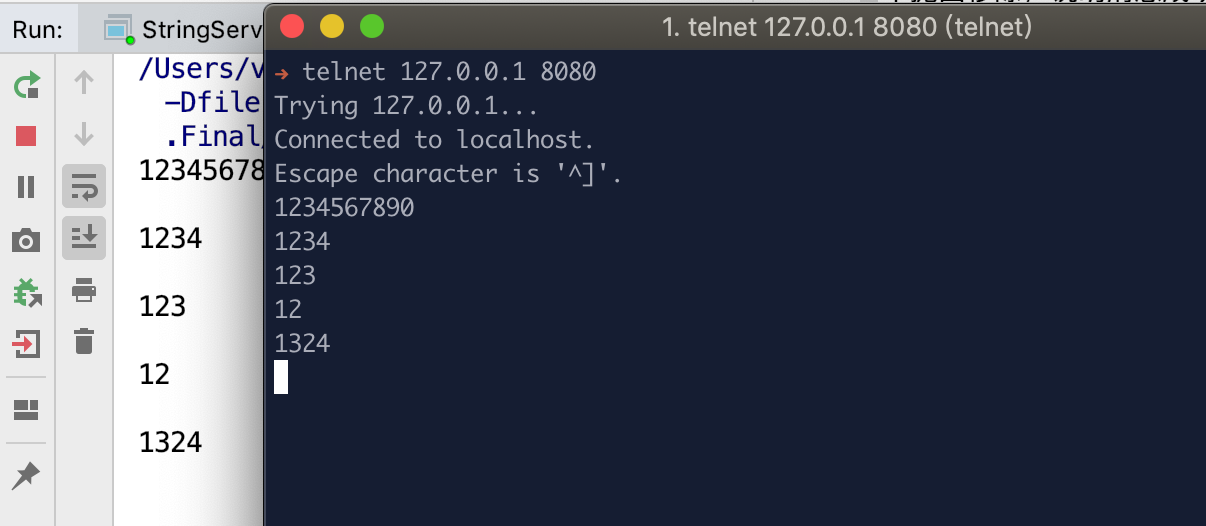 Run:
StringServ
/Users/v
-Dfile
.Final
12345678
1234
123
12
1324
1. telnet 127.0.0.1 8080 (telnet)
→ telnet 127.0.0.1 8080
Trying 127.0.0.1...
Connected to localhost.
Escape character is '^]'.
1234567890
1234
123
12
1324